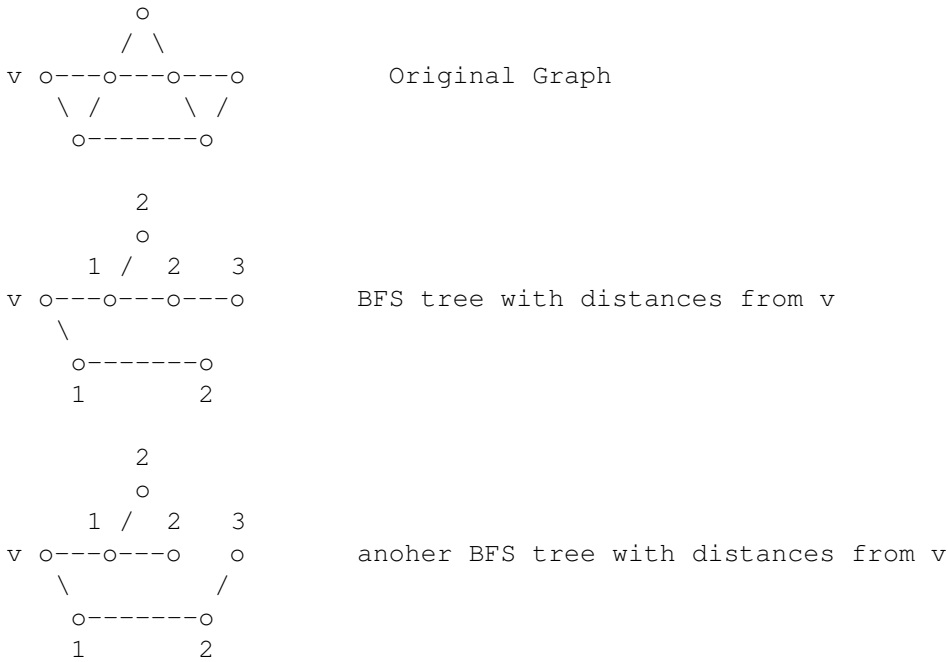 o
/ \
v o---o---o---o Original Graph
\ / \ /
o-------o
2
o
1 / 2 3
v o---o---o---o BFS tree with distances from v
\
o-------o
1 2
2
o
1 / 2 3
v o---o---o o anoher BFS tree with distances from v
\ /
o-------o
1 2